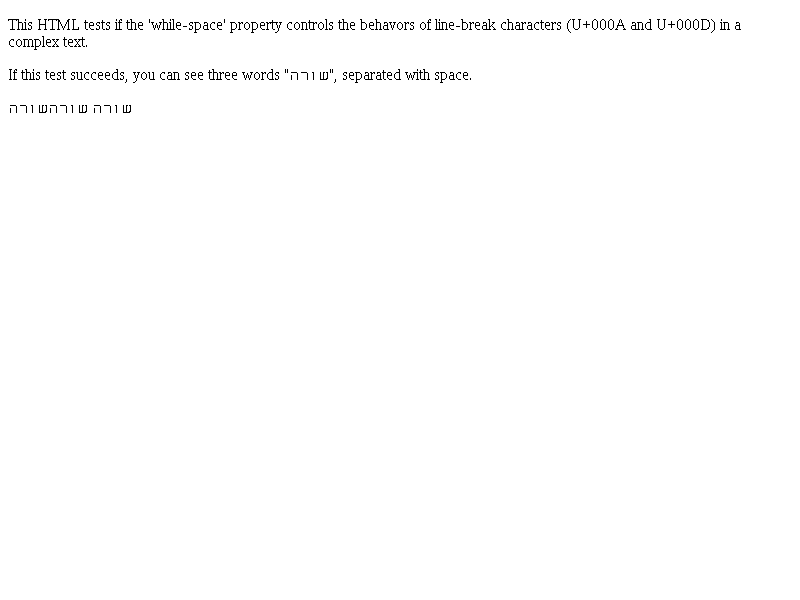 This HTML tests if the 'while-space' property controls the behavors of line-break characters (U+000A and U+000D) in a
complex text.
If this test succeeds, you can see three words "שורה", separated with space.
שורה שורהשורה